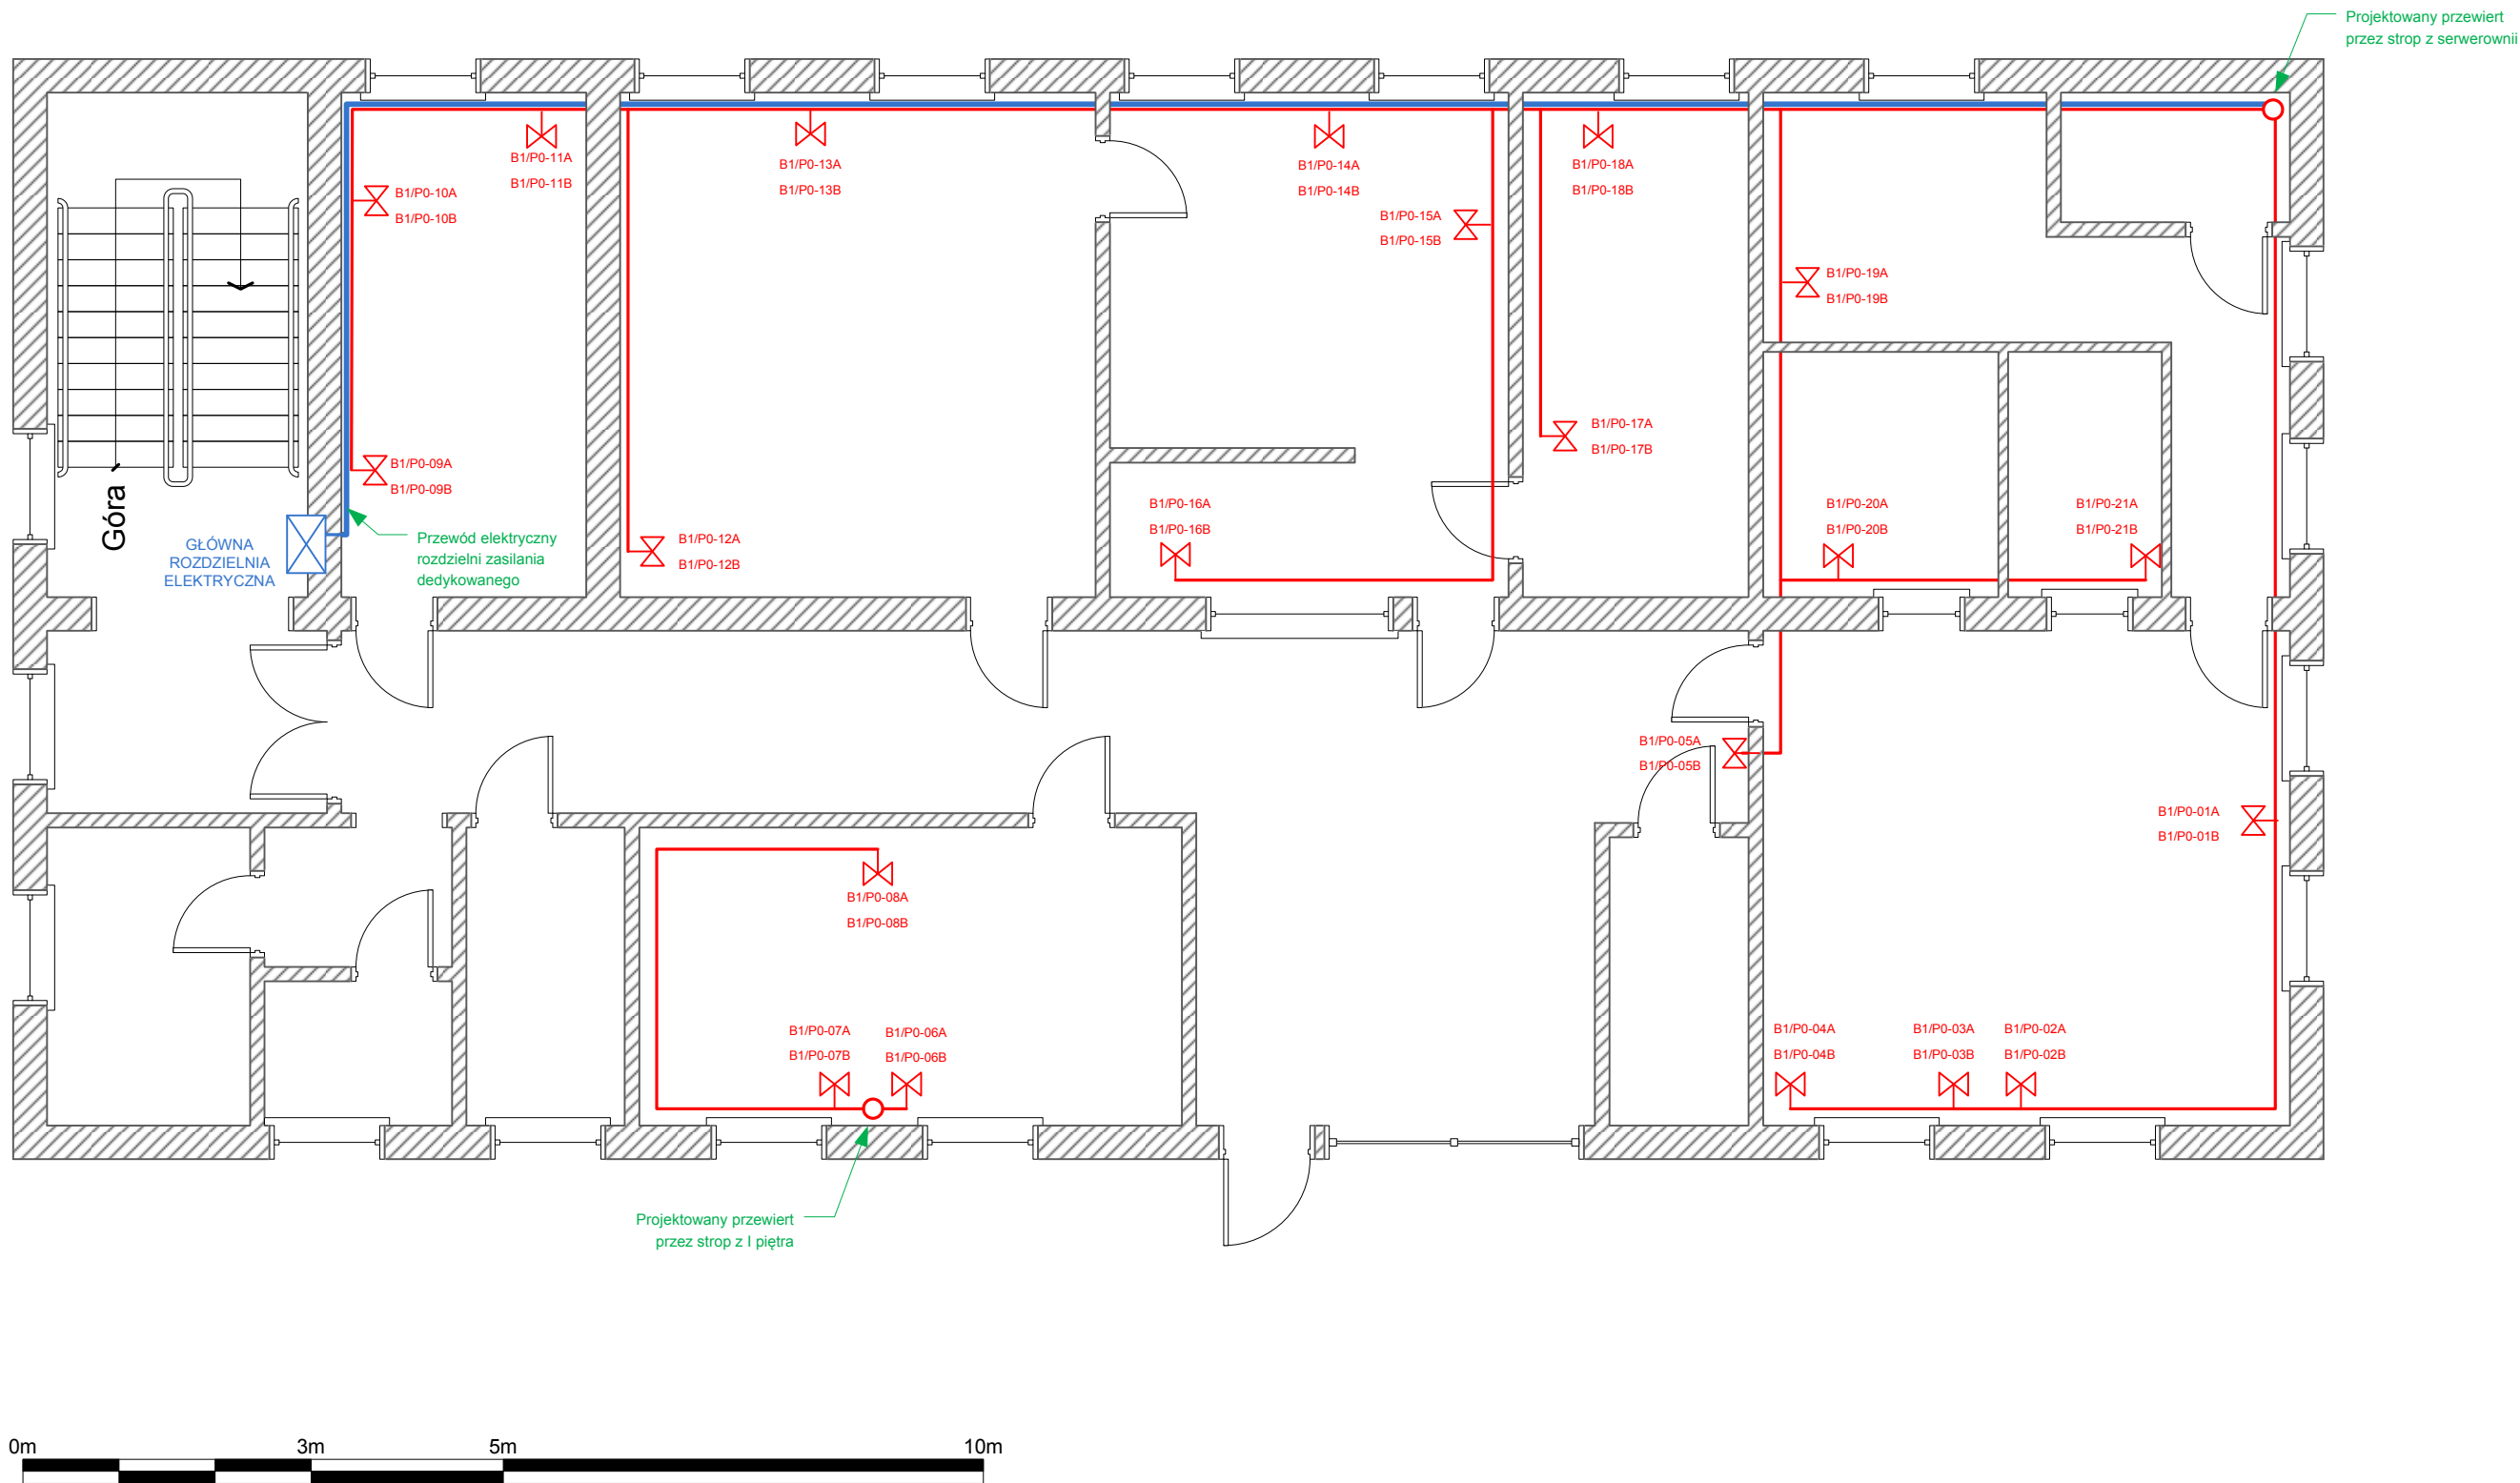 Projektowany przewiert
przez strop z serwerownii
B1/P0-11A
B1/P0-11B
B1/P0-13A
B1/P0-13B
B1/P0-14A
B1/P0-14B
B1/P0-18A
B1/P0-18B
B1/P0-10A
B1/P0-10B
B1/P0-15A
B1/P0-15B
B1/P0-19A
B1/P0-19B
B1/P0-17A
B1/P0-17B
B1/P0-09A
B1/P0-09B
Góra
B1/P0-16A
B1/P0-16B
B1/P0-20A
B1/P0-20B
B1/P0-21A
B1/P0-21B
GŁÓWNA
ROZDZIELNIA
ELEKTRYCZNA
Przewód elektryczny
rozdzielni zasilania
dedykowanego
B1/P0-12A
B1/P0-12B
B1/P0-05A
B1/P0-05B
B1/P0-01A
B1/P0-01B
B1/P0-08A
B1/P0-08B
B1/P0-07A
B1/P0-07B
B1/P0-06A
B1/P0-06B
B1/P0-04A
B1/P0-04B
B1/P0-03A
B1/P0-03B
B1/P0-02A
B1/P0-02B
Projektowany przewiert
przez strop z I piętra
0m 3m 5m 10m